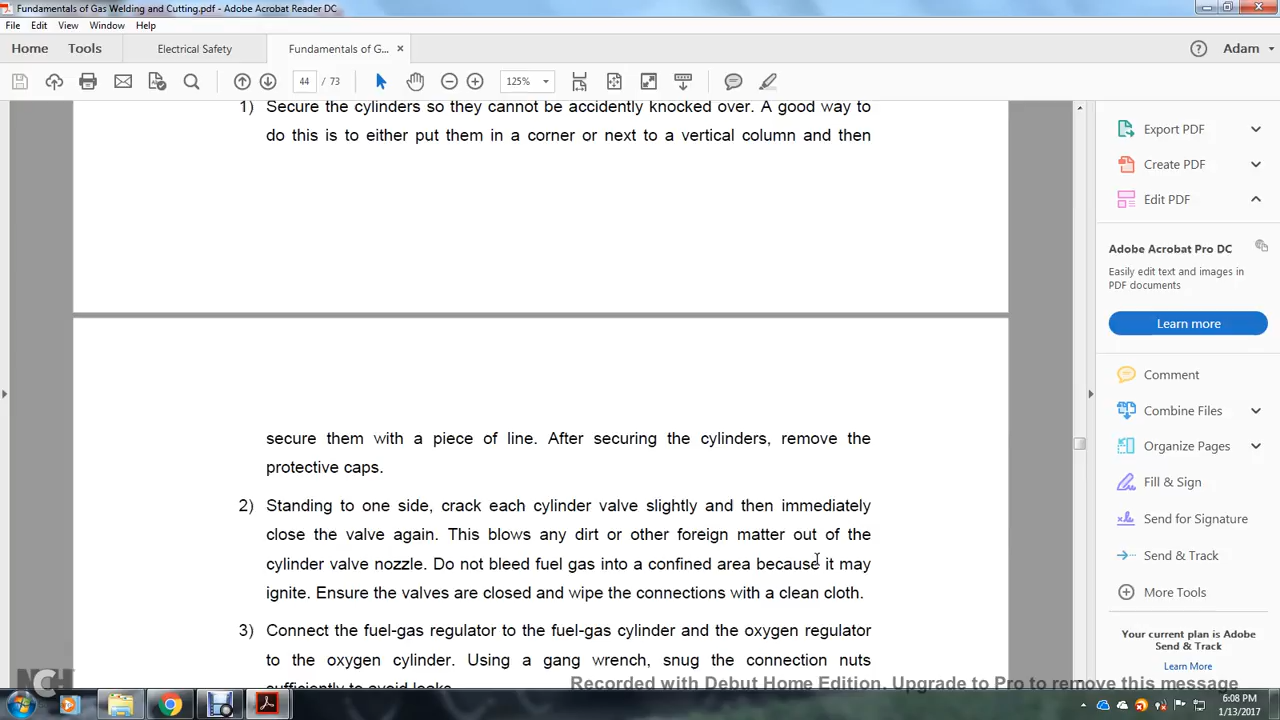 Fundamentals of Gas Welding and Cutting.pdf - Adobe Acrobat Reader DC
File Edit View Window Help
Home Tools Electrical Safety Fundamentals of G... × Adam
44 / 73 125%
1) Secure the cylinders so they cannot be accidently knocked over. A good way to
do this is to either put them in a corner or next to a vertical column and then
secure them with a piece of line. After securing the cylinders, remove the
protective caps.
2) Standing to one side, crack each cylinder valve slightly and then immediately
close the valve again. This blows any dirt or other foreign matter out of the
cylinder valve nozzle. Do not bleed fuel gas into a confined area because it may
ignite. Ensure the valves are closed and wipe the connections with a clean cloth.
3) Connect the fuel-gas regulator to the fuel-gas cylinder and the oxygen regulator
to the oxygen cylinder. Using a gang wrench, snug the connection nuts
sufficiently to avoid leaks.
Export PDF
Create PDF
Edit PDF
Adobe Acrobat Pro DC
Easily edit text and images in
PDF documents
Learn more
Comment
Combine Files
Organize Pages
Fill & Sign
Send for Signature
Send & Track
More Tools
Your current plan is Adobe
Send & Track
Learn More
Recorded with Debut Home Edition. Upgrade to Pro to remove this message
NCH
6:08 PM
1/13/2017